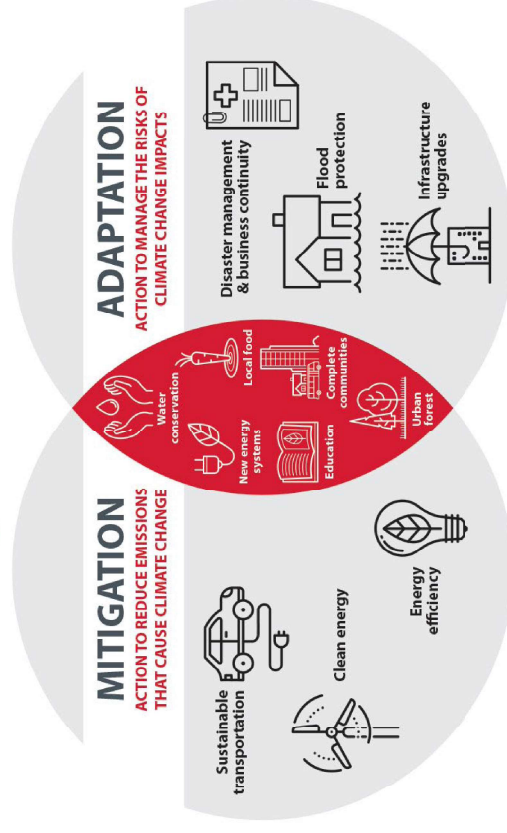 MITIGATION
ACTION TO REDUCE EMISSIONS
THAT CAUSE CLIMATE CHANGE
Sustainable
transportation
Clean energy
Energy
efficiency
Water
conservation
New energy
systems
Local food
Education
Complete
communities
Urban
forest
ADAPTATION
ACTION TO MANAGE THE RISKS OF
CLIMATE CHANGE IMPACTS
Disaster management
& business continuity
Flood
protection
Infrastructure
upgrades